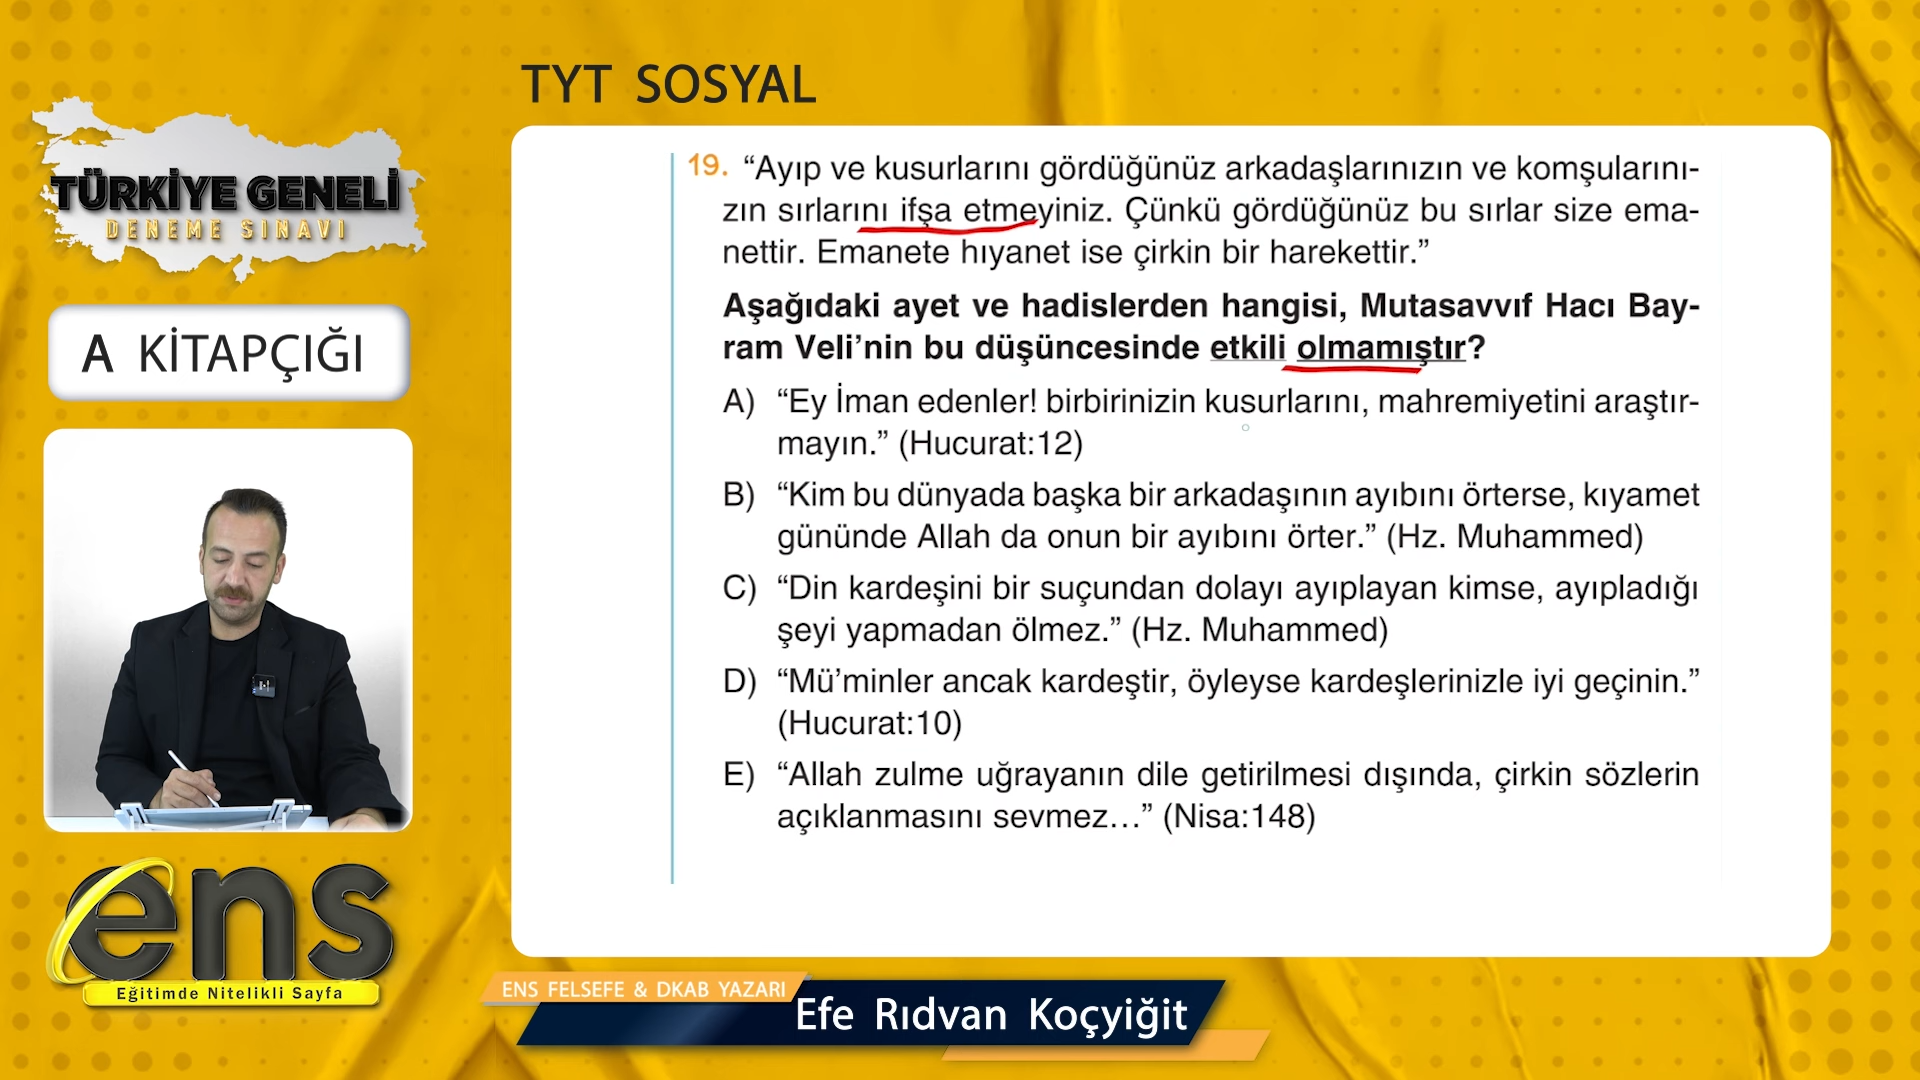 TYT SOSYAL
TÜRKİYE GENELİ
DENEME SINAVI
A KİTAPÇIĞI
19. “Ayıp ve kusurlarını gördüğünüz arkadaşlarınızın ve komşularını-
zın sırlarını ifşa etmeyiniz. Çünkü gördüğünüz bu sırlar size ema-
nettir. Emanete hıyanet ise çirkin bir harekettir.”
Aşağıdaki ayet ve hadislerden hangisi, Mutasavvıf Hacı Bay-
ram Veli’nin bu düşüncesinde etkili olmamıştır?
A) “Ey İman edenler! birbirinizin kusurlarını, mahremiyetini araştır-
mayın.” (Hucurat:12)
B) “Kim bu dünyada başka bir arkadaşının ayıbını örterse, kıyamet
gününde Allah da onun bir ayıbını örter.” (Hz. Muhammed)
C) “Din kardeşini bir suçundan dolayı ayıplayan kimse, ayıpladığı
şeyi yapmadan ölmez.” (Hz. Muhammed)
D) “Mü’minler ancak kardeştir, öyleyse kardeşlerinizle iyi geçinin.”
(Hucurat:10)
E) “Allah zulme uğrayanın dile getirilmesi dışında, çirkin sözlerin
açıklanmasını sevmez…” (Nisa:148)
ens
Eğitimde Nitelikli Sayfa
ENS FELSEFE & DKAB YAZARI
Efe Rıdvan Koçyiğit